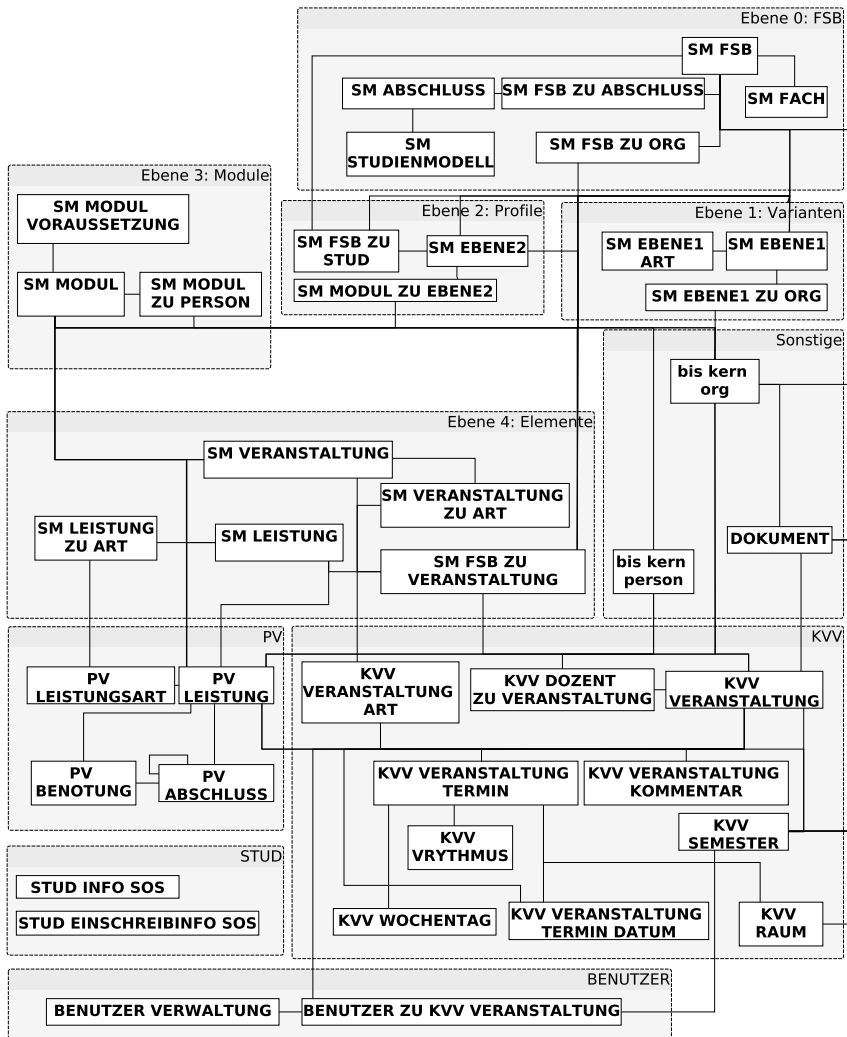 Ebene 0: FSB
SM FSB
SM ABSCHLUSS
SM FSB ZU ABSCHLUSS
SM FACH
SM
STUDIENMODELL
SM FSB ZU ORG
Ebene 3: Module
SM MODUL
VORAUSSETZUNG
SM MODUL
SM MODUL
ZU PERSON
Ebene 2: Profile
SM FSB ZU
STUD
SM EBENE2
SM MODUL ZU EBENE2
Ebene 1: Varianten
SM EBENE1
ART
SM EBENE1
SM EBENE1 ZU ORG
Sonstige
bis kern
org
DOKUMENT
bis kern
person
Ebene 4: Elemente
SM VERANSTALTUNG
SM VERANSTALTUNG
ZU ART
SM LEISTUNG
ZU ART
SM LEISTUNG
SM FSB ZU
VERANSTALTUNG
PV
PV
LEISTUNGSART
PV
LEISTUNG
PV
BENOTUNG
PV
ABSCHLUSS
KVV
KVV
VERANSTALTUNG
ART
KVV DOZENT
ZU VERANSTALTUNG
KVV
VERANSTALTUNG
KVV VERANSTALTUNG
TERMIN
KVV VERANSTALTUNG
KOMMENTAR
KVV
VRYTHMUS
KVV
SEMESTER
KVV WOCHENTAG
KVV VERANSTALTUNG
TERMIN DATUM
KVV
RAUM
STUD
STUD INFO SOS
STUD EINSCHREIBINFO SOS
BENUTZER
BENUTZER VERWALTUNG
BENUTZER ZU KVV VERANSTALTUNG